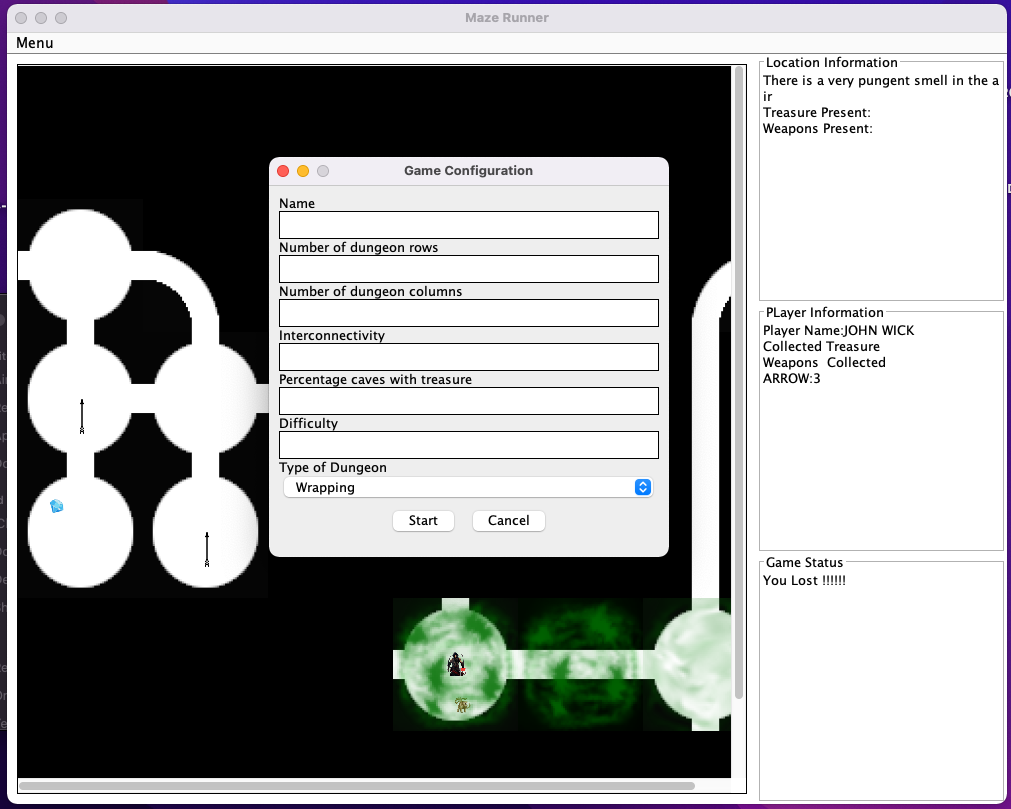 Maze Runner
Menu
Location Information
There is a very pungent smell in the a
ir
Treasure Present:
Weapons Present:
Game Configuration
Name
Number of dungeon rows
Number of dungeon columns
Interconnectivity
Percentage caves with treasure
Difficulty
Type of Dungeon
Wrapping
Start
Cancel
PLayer Information
Player Name:JOHN WICK
Collected Treasure
Weapons  Collected
ARROW:3
Game Status
You Lost !!!!!!